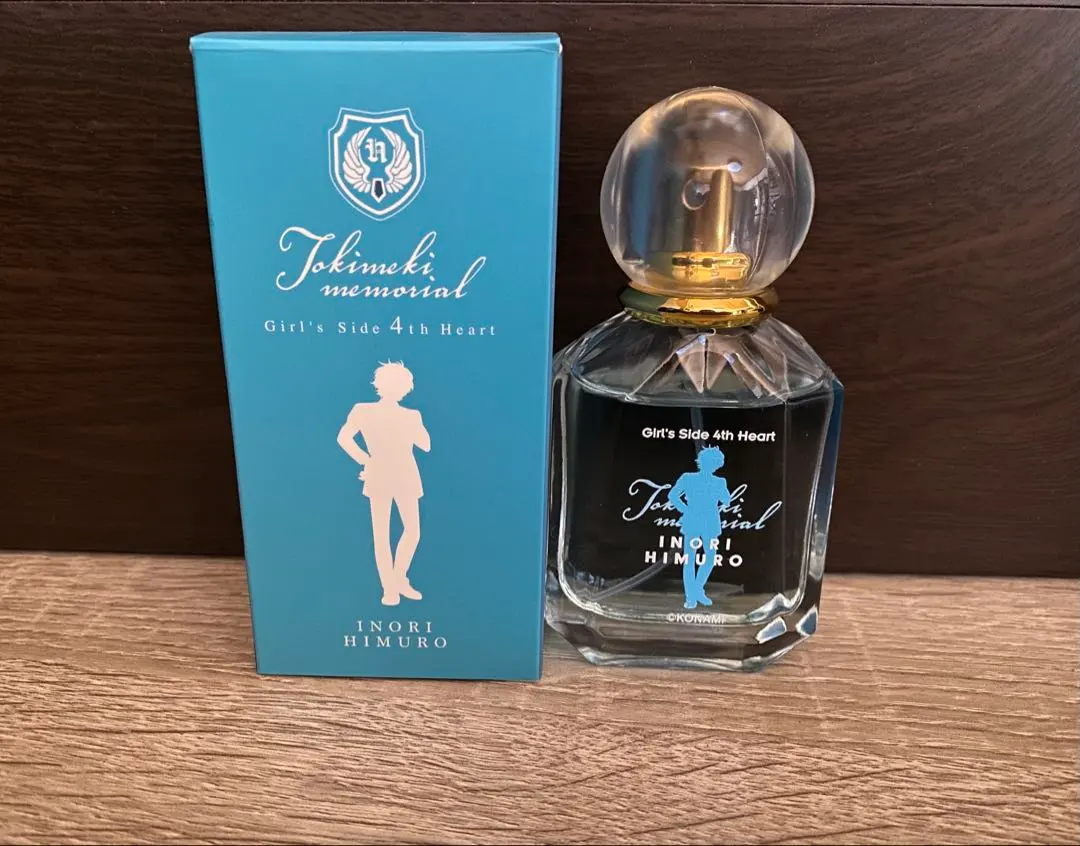 Tokimeki
memorial
Girl's Side 4th Heart
INORI
HIMURO
Girl's Side 4th Heart
Tokimeki
memorial
INORI
HIMURO
©KONAMI